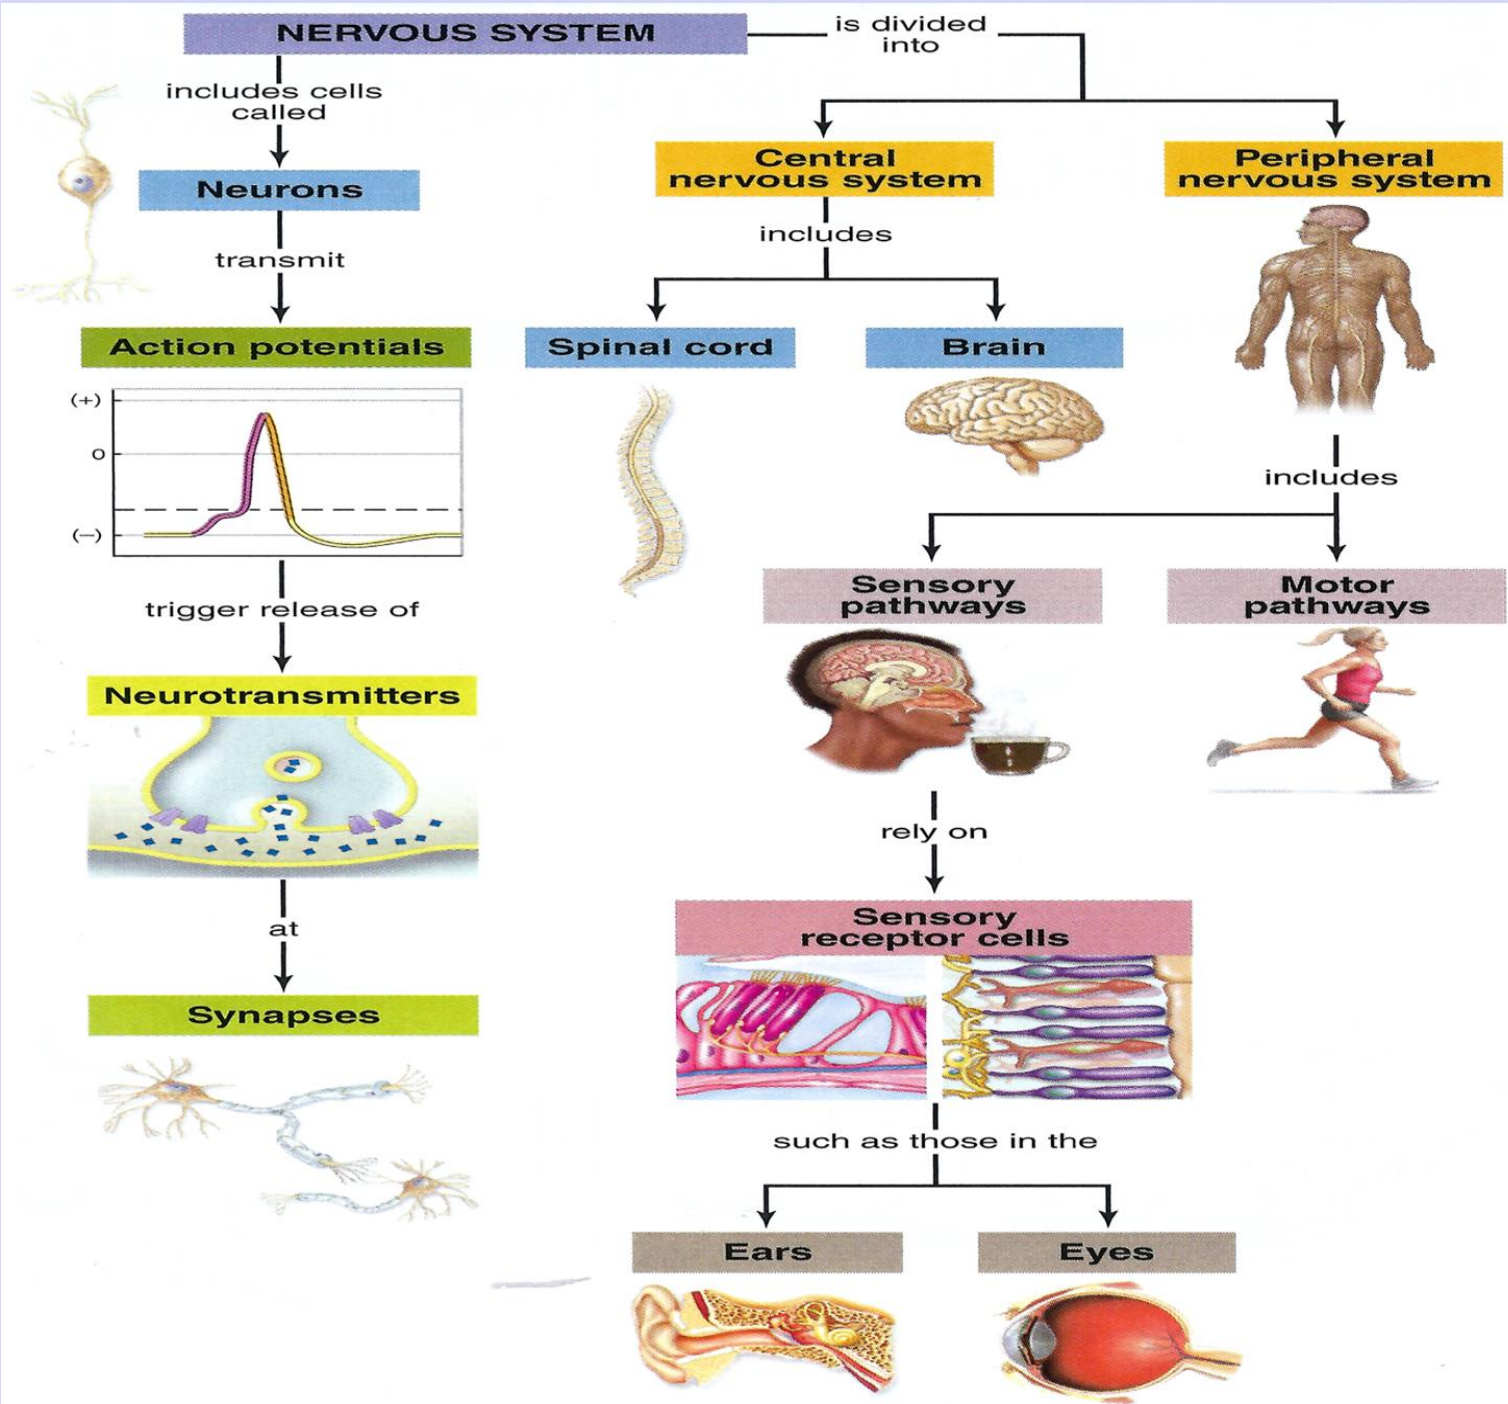 NERVOUS SYSTEM
is divided
into
includes cells
called
Neurons
transmit
Action potentials
(+)
0
(−)
trigger release of
Neurotransmitters
at
Synapses
Central
nervous system
includes
Spinal cord
Brain
Peripheral
nervous system
includes
Sensory
pathways
Motor
pathways
rely on
Sensory
receptor cells
such as those in the
Ears
Eyes